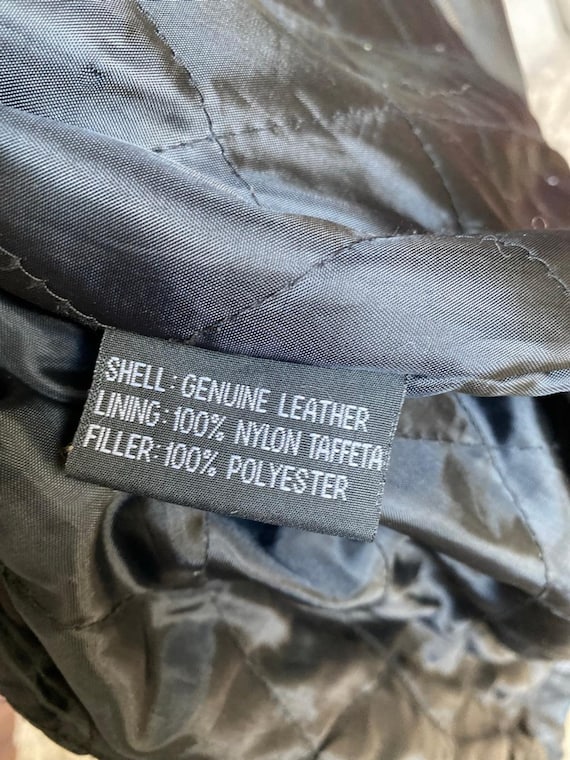 SHELL: GENUINE LEATHER
LINING: 100% NYLON TAFFETA
FILLER: 100% POLYESTER